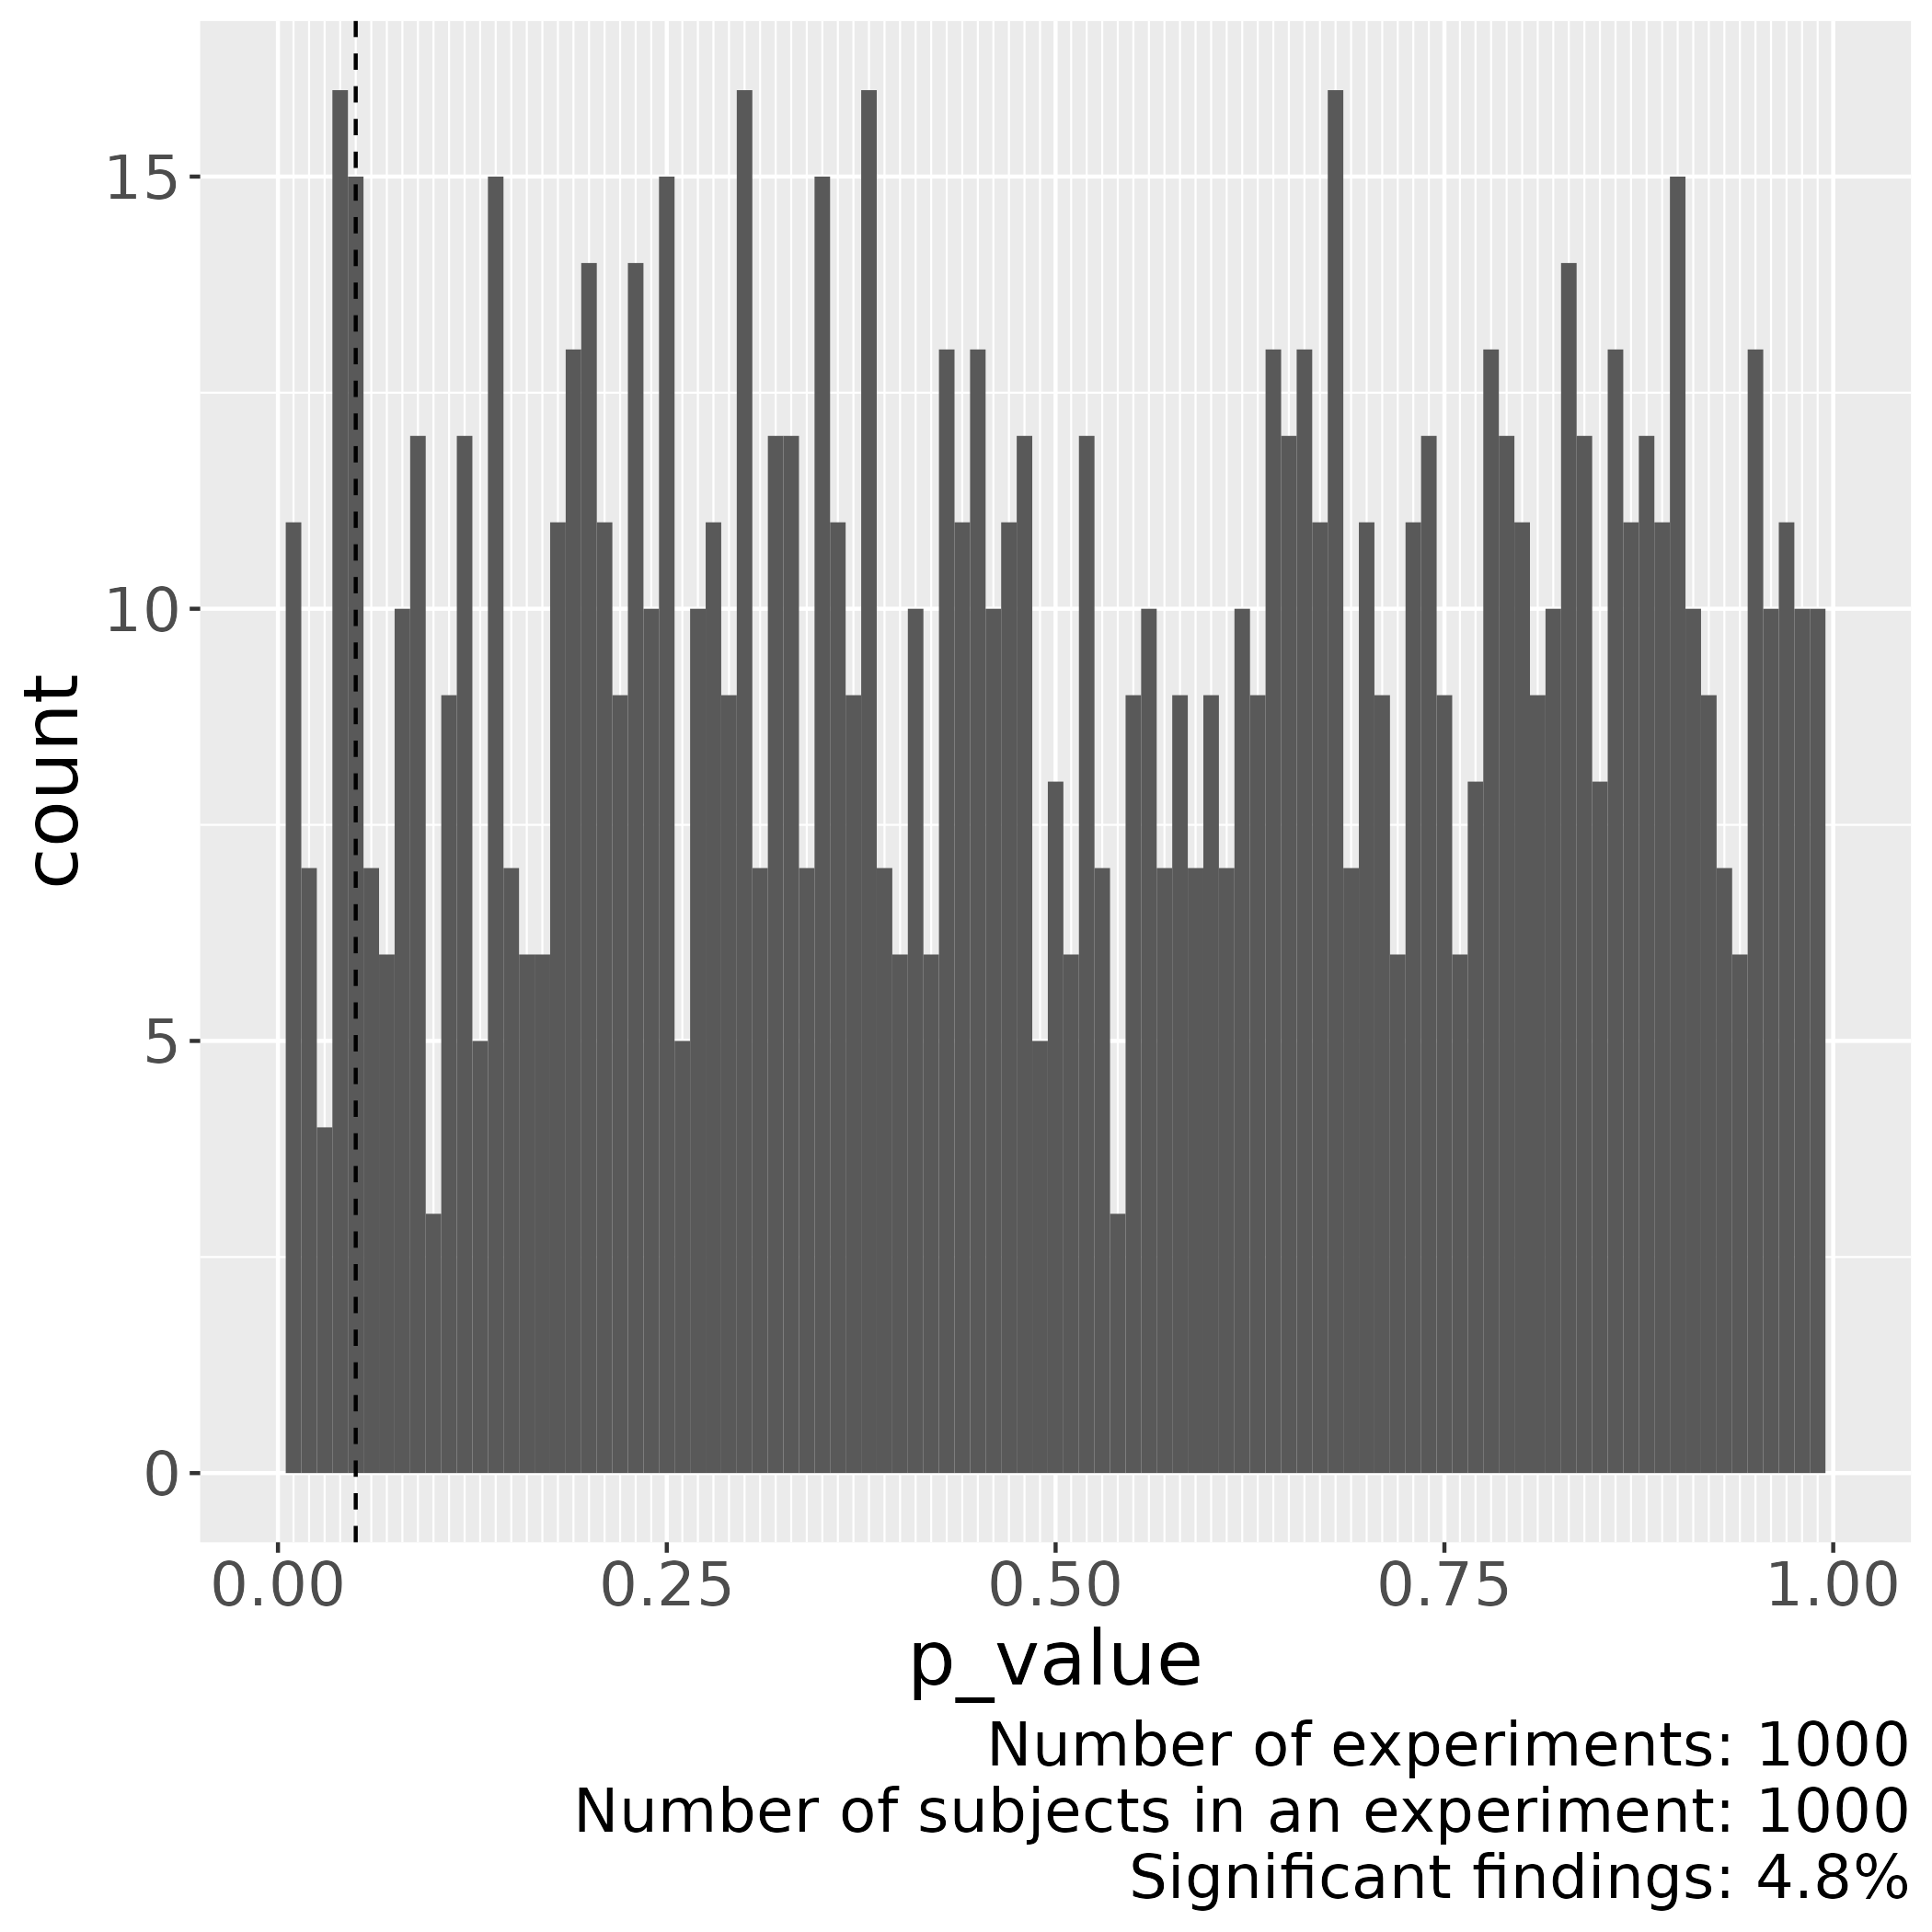 15
10
5
0
count
0.00 0.25 0.50 0.75 1.00
p_value
Number of experiments: 1000
Number of subjects in an experiment: 1000
Significant findings: 4.8%